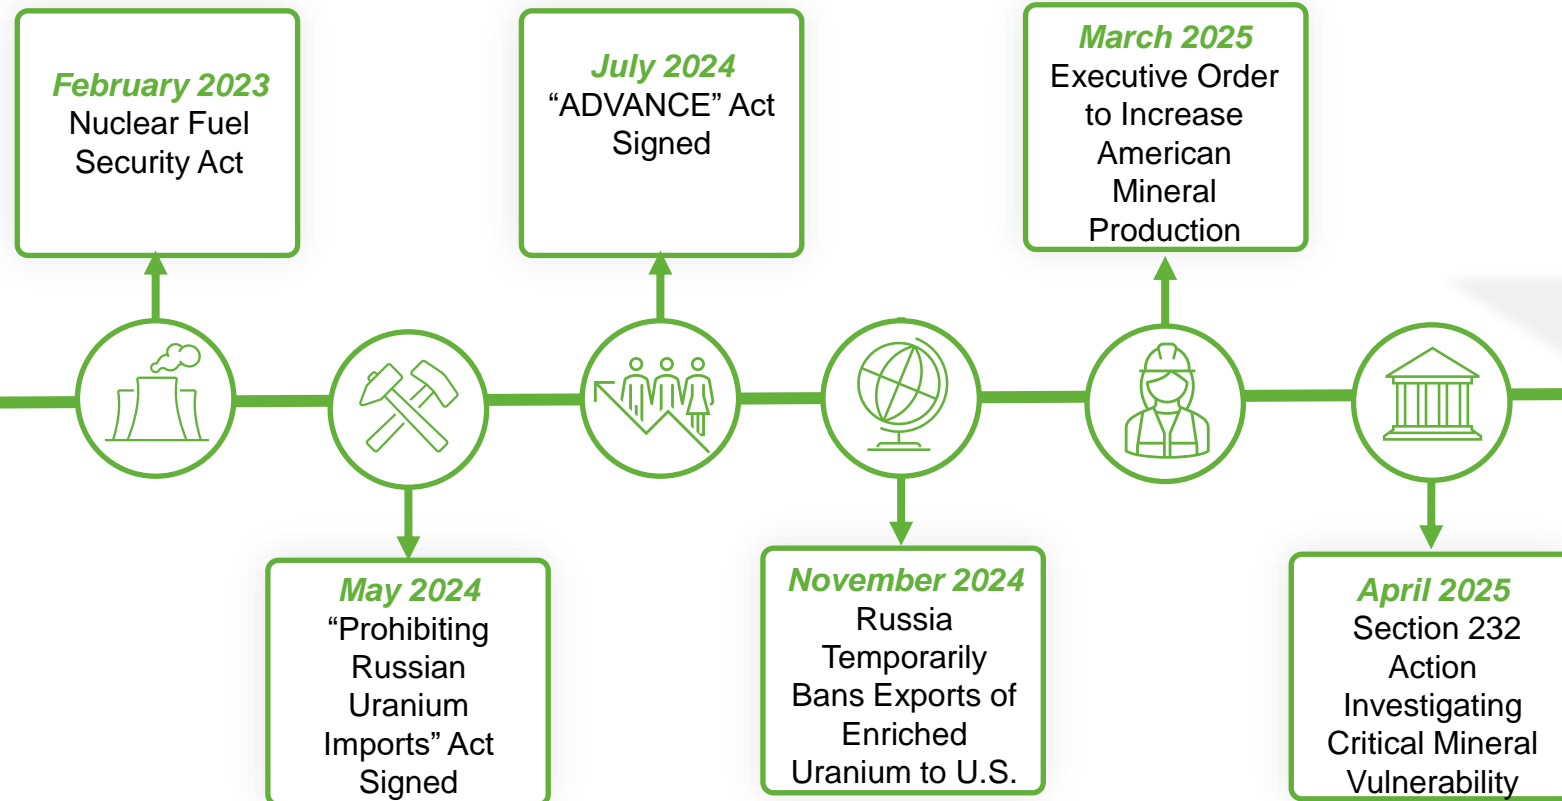 February 2023
Nuclear Fuel
Security Act
May 2024
“Prohibiting
Russian
Uranium
Imports” Act
Signed
July 2024
“ADVANCE” Act
Signed
November 2024
Russia
Temporarily
Bans Exports of
Enriched
Uranium to U.S.
March 2025
Executive Order
to Increase
American
Mineral
Production
April 2025
Section 232
Action
Investigating
Critical Mineral
Vulnerability